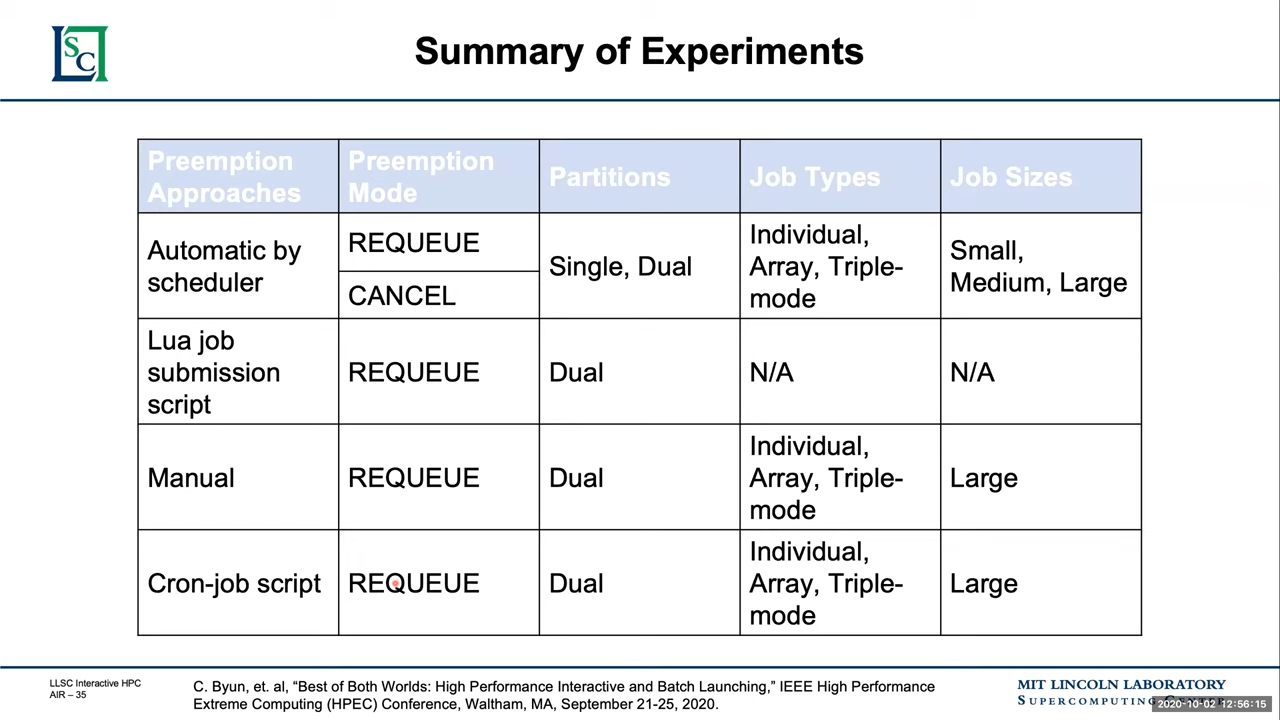 S
C
Summary of Experiments
Preemption
Approaches
Preemption
Mode
Partitions
Job Types
Job Sizes
Automatic by
scheduler
REQUEUE
CANCEL
Single, Dual
Individual,
Array, Triple-
mode
Small,
Medium, Large
Lua job
submission
script
REQUEUE
Dual
N/A
N/A
Manual
REQUEUE
Dual
Individual,
Array, Triple-
mode
Large
Cron-job script
REQUEUE
Dual
Individual,
Array, Triple-
mode
Large
LLSC Interactive HPC
AIR – 35
C. Byun, et. al, “Best of Both Worlds: High Performance Interactive and Batch Launching,” IEEE High Performance
Extreme Computing (HPEC) Conference, Waltham, MA, September 21-25, 2020.
MIT LINCOLN LABORATORY
SUPERCOMPUTING CENTER
2020-10-02 12:56:15